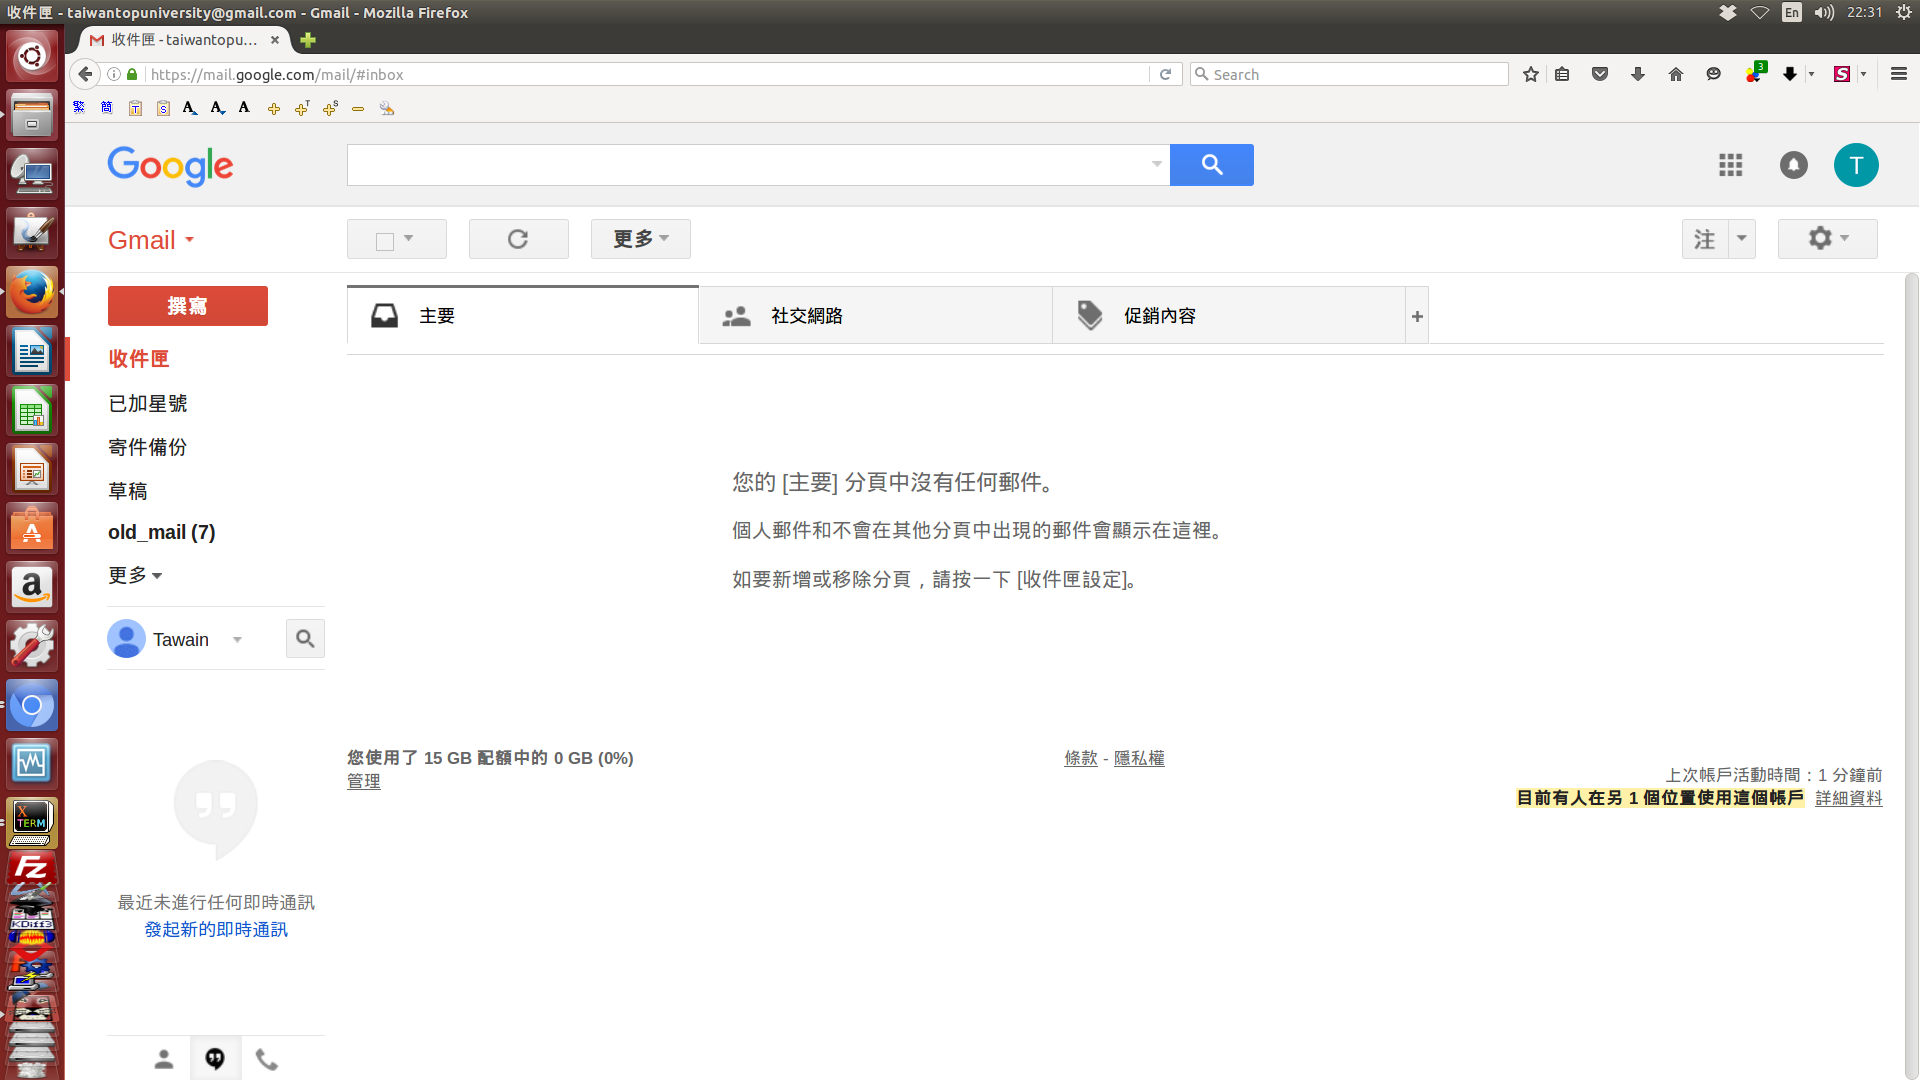 收件匣 - taiwantopuniversity@gmail.com - Gmail - Mozilla Firefox
En
22:31
收件匣 - taiwantopu...
https://mail.google.com/mail/#inbox
Search
3
繁 簡 T S A A A T S
Google
T
Gmail
更多
注
撰寫
主要
社交網路
促銷內容
收件匣
已加星號
寄件備份
草稿
old_mail (7)
更多
Tawain
您的 [主要] 分頁中沒有任何郵件。
個人郵件和不會在其他分頁中出現的郵件會顯示在這裡。
如要新增或移除分頁，請按一下 [收件匣設定]。
您使用了 15 GB 配額中的 0 GB (0%)
管理
條款 - 隱私權
上次帳戶活動時間：1 分鐘前
目前有人在另 1 個位置使用這個帳戶 詳細資料
最近未進行任何即時通訊
發起新的即時通訊
X
TERM
FZ
KDiff3